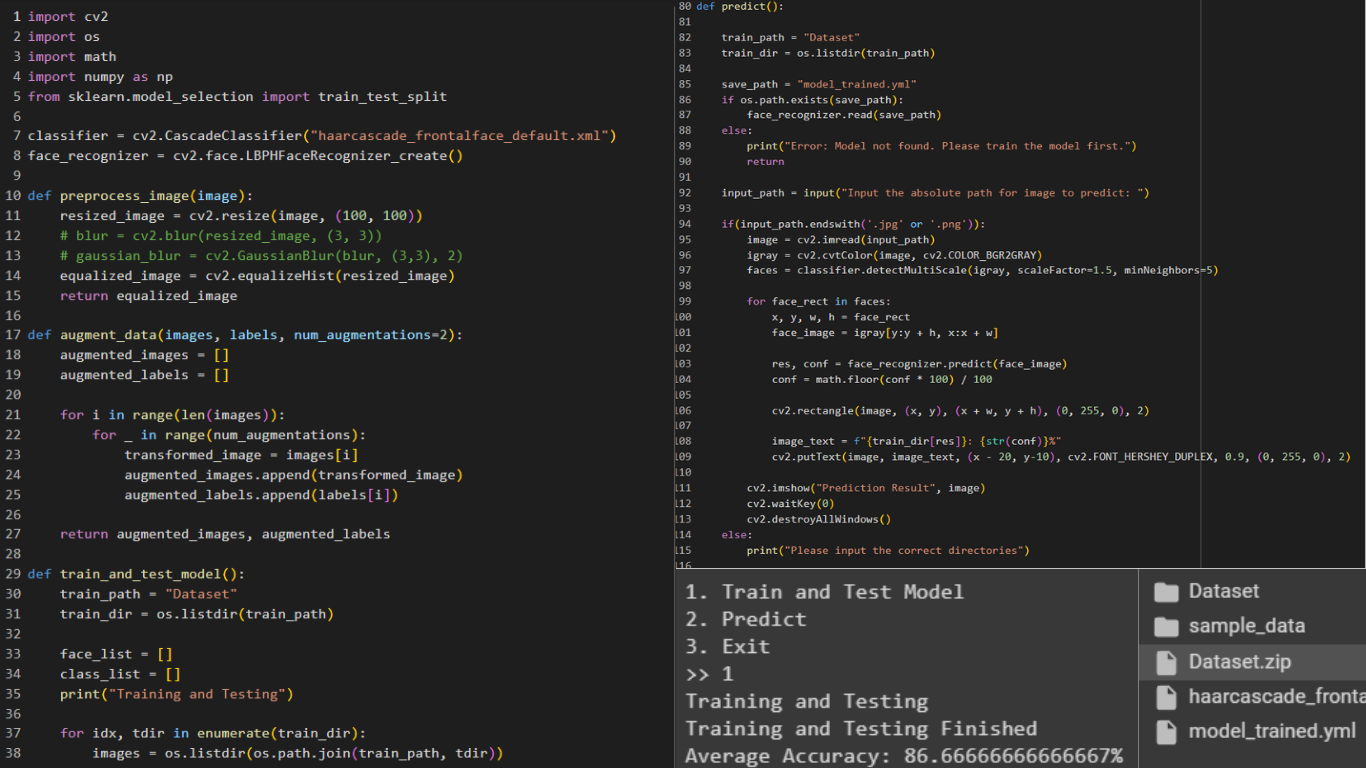 1 import cv2
2 import os
3 import math
4 import numpy as np
5 from sklearn.model_selection import train_test_split
6
7 classifier = cv2.CascadeClassifier("haarcascade_frontalface_default.xml")
8 face_recognizer = cv2.face.LBPHFaceRecognizer_create()
9
10 def preprocess_image(image):
11     resized_image = cv2.resize(image, (100, 100))
12     # blur = cv2.blur(resized_image, (3, 3))
13     # gaussian_blur = cv2.GaussianBlur(blur, (3,3), 2)
14     equalized_image = cv2.equalizeHist(resized_image)
15     return equalized_image
16
17 def augment_data(images, labels, num_augmentations=2):
18     augmented_images = []
19     augmented_labels = []
20
21     for i in range(len(images)):
22         for _ in range(num_augmentations):
23             transformed_image = images[i]
24             augmented_images.append(transformed_image)
25             augmented_labels.append(labels[i])
26
27     return augmented_images, augmented_labels
28
29 def train_and_test_model():
30     train_path = "Dataset"
31     train_dir = os.listdir(train_path)
32
33     face_list = []
34     class_list = []
35     print("Training and Testing")
36
37     for idx, tdir in enumerate(train_dir):
38         images = os.listdir(os.path.join(train_path, tdir))
80 def predict():
81
82     train_path = "Dataset"
83     train_dir = os.listdir(train_path)
84
85     save_path = "model_trained.yml"
86     if os.path.exists(save_path):
87         face_recognizer.read(save_path)
88     else:
89         print("Error: Model not found. Please train the model first.")
90         return
91
92     input_path = input("Input the absolute path for image to predict: ")
93
94     if(input_path.endswith('.jpg' or '.png')):
95         image = cv2.imread(input_path)
96         igray = cv2.cvtColor(image, cv2.COLOR_BGR2GRAY)
97         faces = classifier.detectMultiScale(igray, scaleFactor=1.5, minNeighbors=5)
98
99         for face_rect in faces:
100             x, y, w, h = face_rect
101             face_image = igray[y:y + h, x:x + w]
102
103             res, conf = face_recognizer.predict(face_image)
104             conf = math.floor(conf * 100) / 100
105
106             cv2.rectangle(image, (x, y), (x + w, y + h), (0, 255, 0), 2)
107
108             image_text = f"{train_dir[res]}: {str(conf)}%"
109             cv2.putText(image, image_text, (x - 20, y-10), cv2.FONT_HERSHEY_DUPLEX, 0.9, (0, 255, 0), 2)
110
111         cv2.imshow("Prediction Result", image)
112         cv2.waitKey(0)
113         cv2.destroyAllWindows()
114     else:
115         print("Please input the correct directories")
116
1. Train and Test Model
2. Predict
3. Exit
>> 1
Training and Testing
Training and Testing Finished
Average Accuracy: 86.66666666666667%
Dataset
sample_data
Dataset.zip
haarcascade_fronta
model_trained.yml